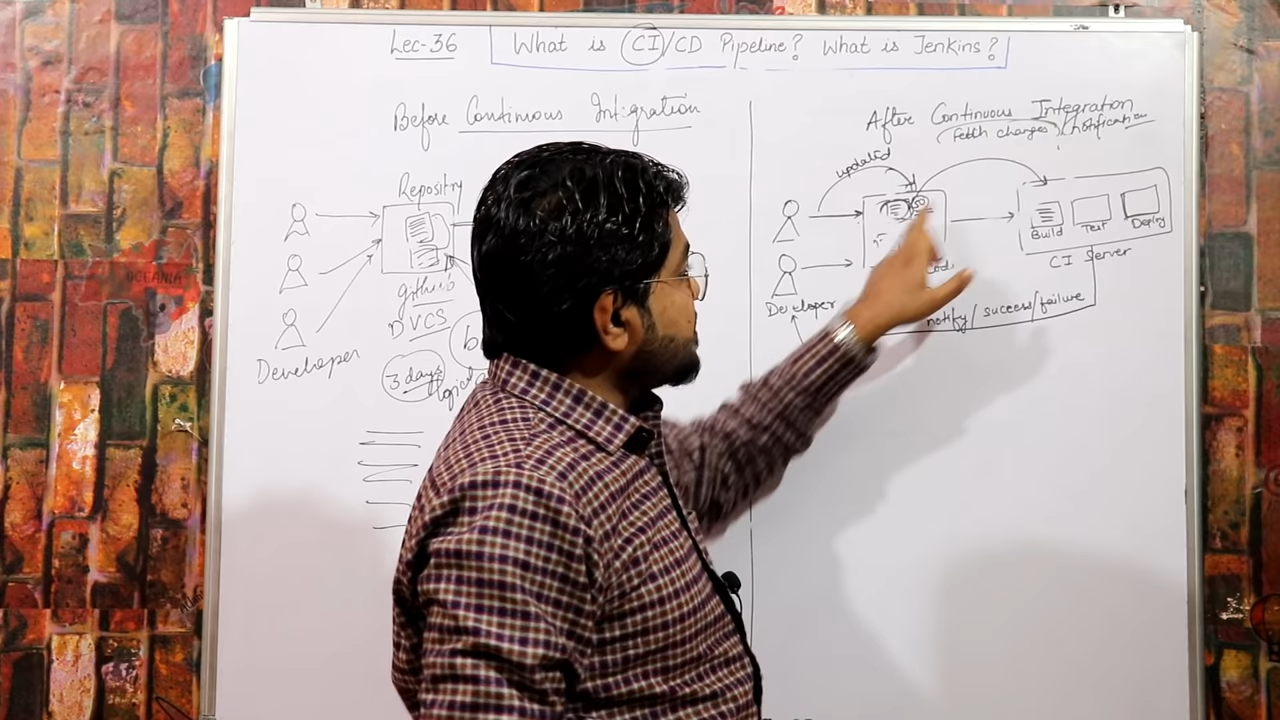 Lec-36
What is CI/CD Pipeline? What is Jenkins?
Before Continuous Integration
Repository
github
DVCS
3 days
Developer
After Continuous Integration
Fetch changes / notification
updated
Build
Test
Deploy
CI Server
Developer
notify / success / failure
OCEANIA